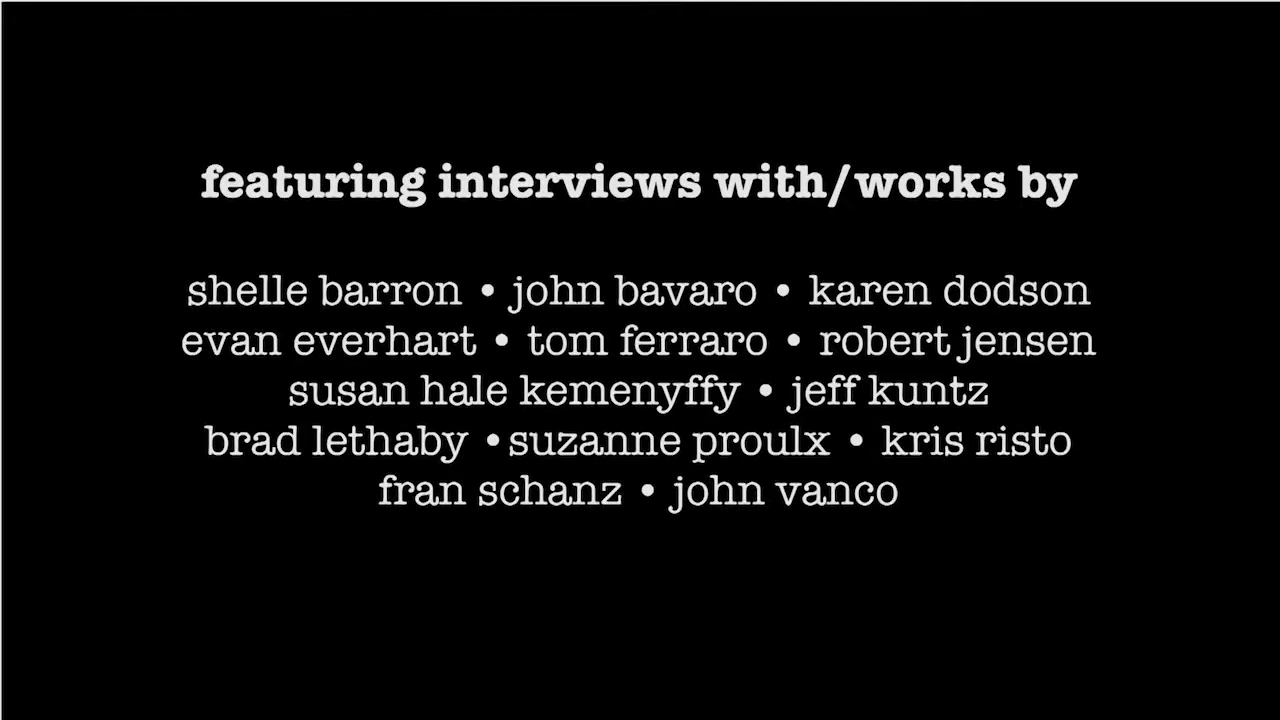 featuring interviews with/works by
shelle barron • john bavaro • karen dodson
evan everhart • tom ferraro • robert jensen
susan hale kemenyffy • jeff kuntz
brad lethaby • suzanne proulx • kris risto
fran schanz • john vanco